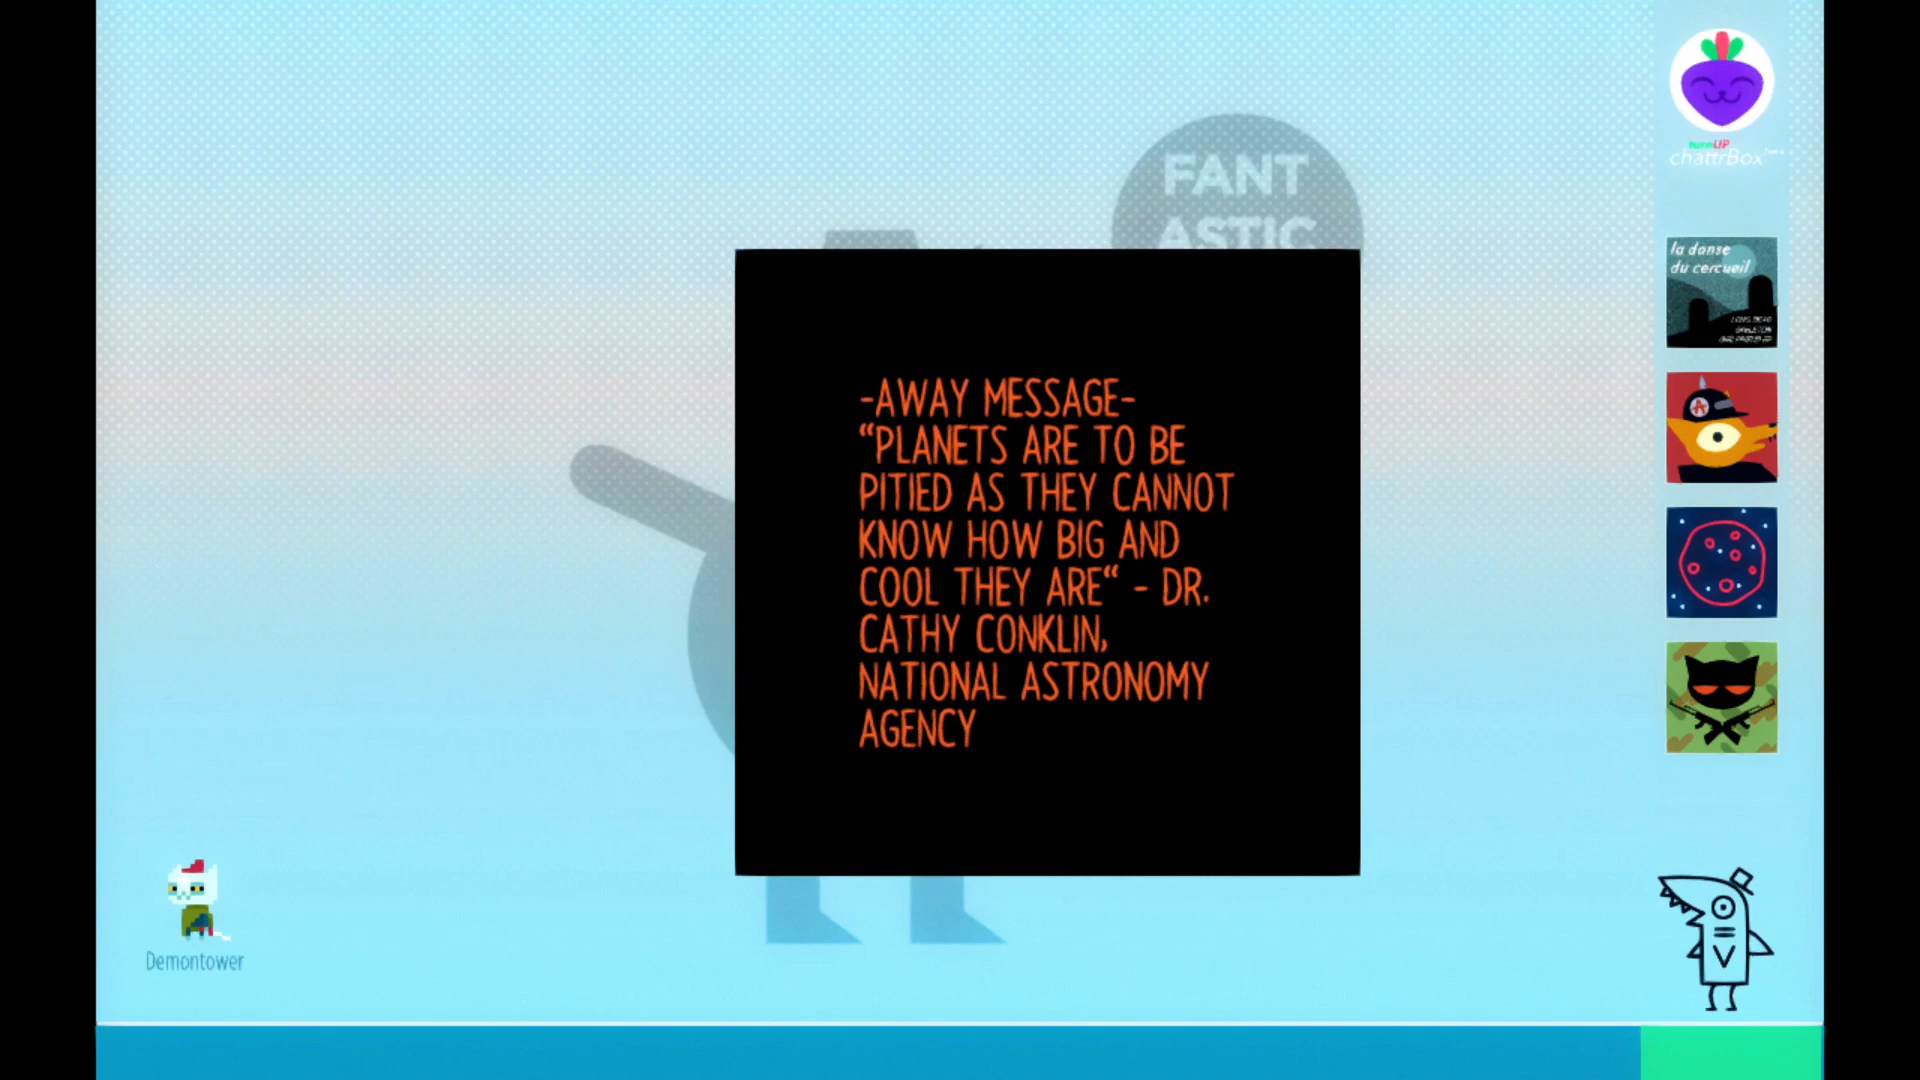 FANT
ASTIC
turnUP
chattrBox
la danse
du cercueil
A
-AWAY MESSAGE-
“PLANETS ARE TO BE
PITIED AS THEY CANNOT
KNOW HOW BIG AND
COOL THEY ARE“ - DR.
CATHY CONKLIN,
NATIONAL ASTRONOMY
AGENCY
Demontower